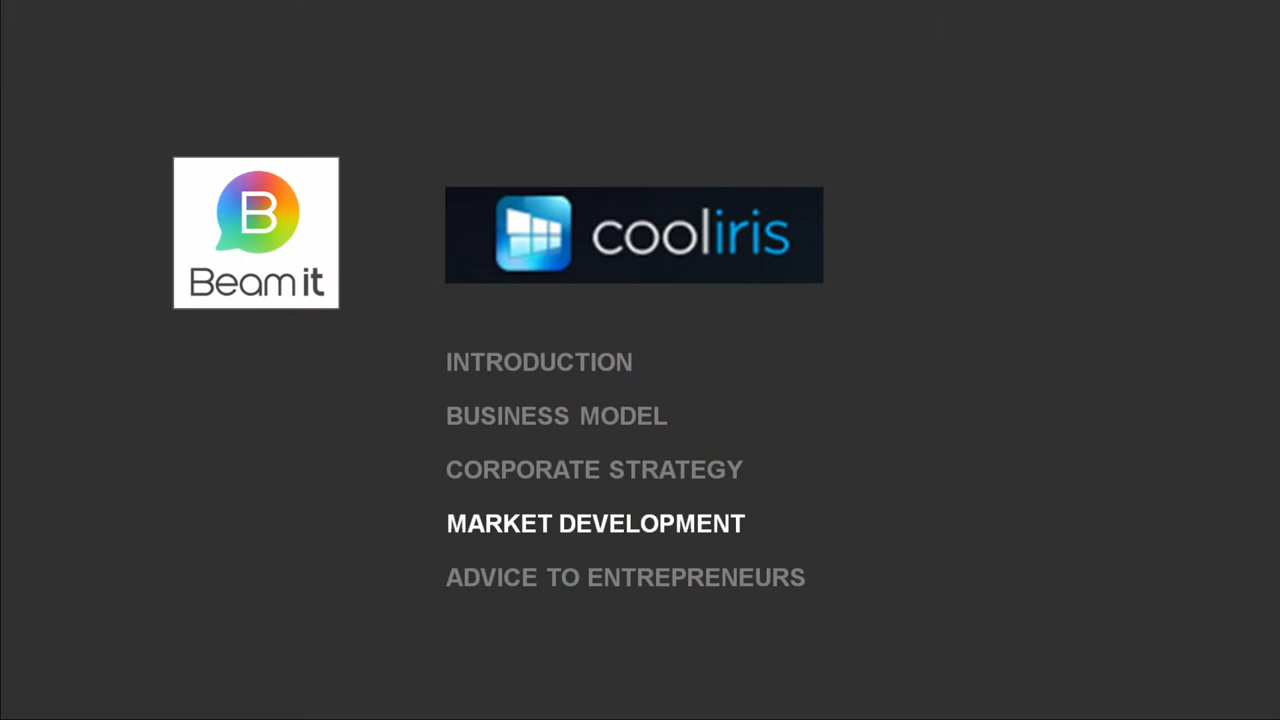 B
Beam it
cooliris
INTRODUCTION
BUSINESS MODEL
CORPORATE STRATEGY
MARKET DEVELOPMENT
ADVICE TO ENTREPRENEURS